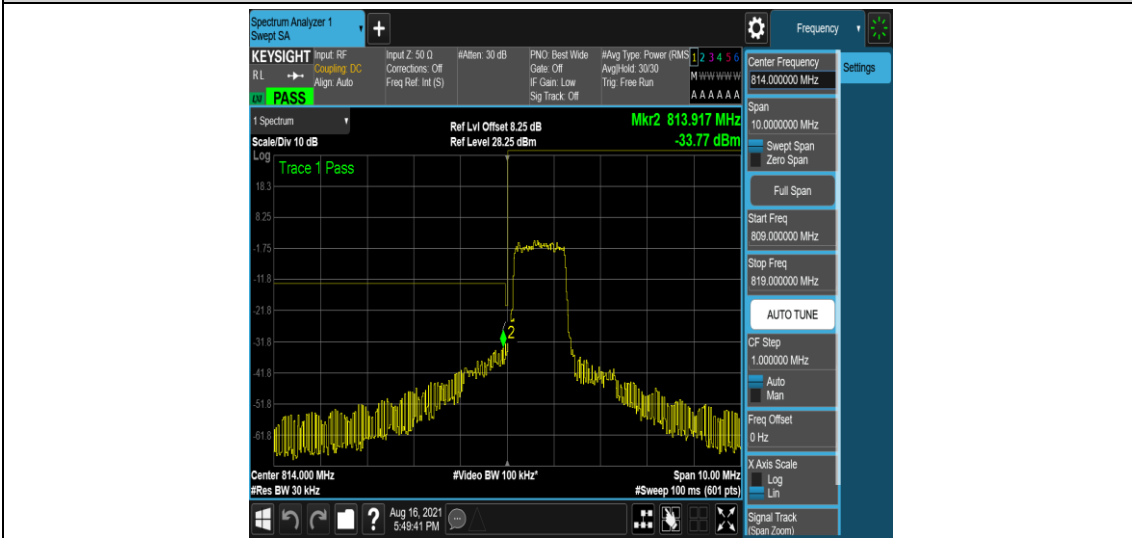 Spectrum Analyzer 1
Swept SA
+
Frequency
KEYSIGHT
RL
LXI
PASS
Input: RF
Coupling: DC
Align: Auto
Input Z: 50 Ω
Corrections: Off
Freq Ref: Int (S)
#Atten: 30 dB
PNO: Best Wide
Gate: Off
IF Gain: Low
Sig Track: Off
#Avg Type: Power (RMS
Avg|Hold: 30/30
Trig: Free Run
1 2 3 4 5 6
M W W W W W
A A A A A A
Center Frequency
814.000000 MHz
Settings
Span
10.0000000 MHz
Swept Span
Zero Span
Full Span
Start Freq
809.000000 MHz
Stop Freq
819.000000 MHz
AUTO TUNE
CF Step
1.000000 MHz
Auto
Man
Freq Offset
0 Hz
X Axis Scale
Log
Lin
Signal Track
(Span Zoom)
1 Spectrum
Scale/Div 10 dB
Ref Lvl Offset 8.25 dB
Ref Level 28.25 dBm
Mkr2 813.917 MHz
-33.77 dBm
Log
Trace 1 Pass
18.3
8.25
-1.75
-11.8
-21.8
-31.8
-41.8
-51.8
-61.8
2
Center 814.000 MHz
#Res BW 30 kHz
#Video BW 100 kHz*
Span 10.00 MHz
#Sweep 100 ms (601 pts)
?
Aug 16, 2021
5:49:41 PM